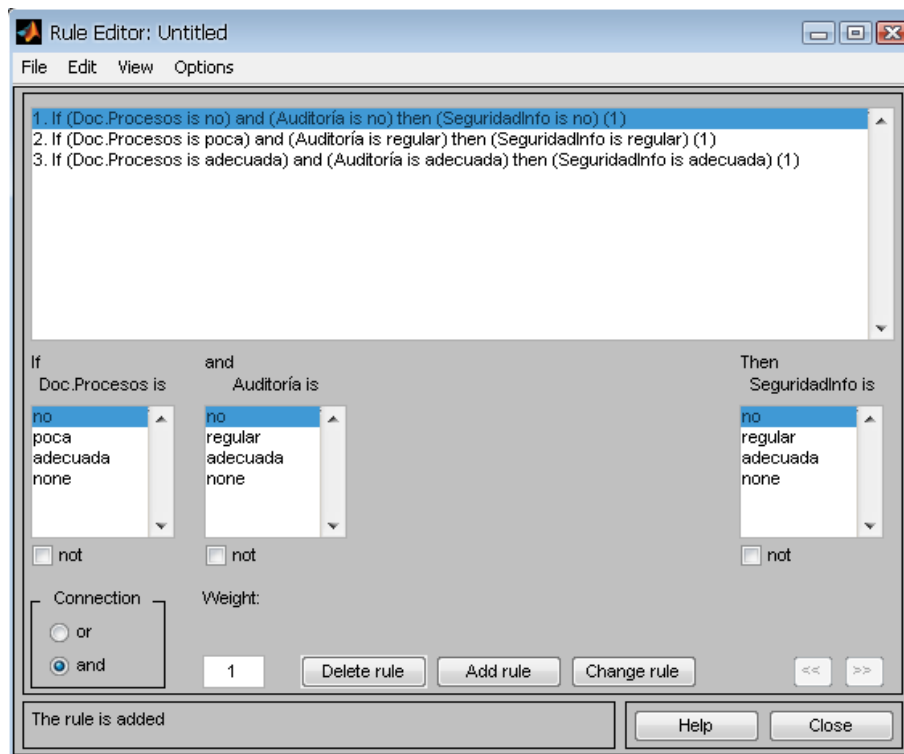 Rule Editor: Untitled
File Edit View Options
1. If (Doc.Procesos is no) and (Auditoría is no) then (SeguridadInfo is no) (1)
2. If (Doc.Procesos is poca) and (Auditoría is regular) then (SeguridadInfo is regular) (1)
3. If (Doc.Procesos is adecuada) and (Auditoría is adecuada) then (SeguridadInfo is adecuada) (1)
If and Then
Doc.Procesos is Auditoría is SeguridadInfo is
no no no
poca regular regular
adecuada adecuada adecuada
none none none
not not not
Connection Weight:
or
and 1 Delete rule Add rule Change rule << >>
The rule is added Help Close